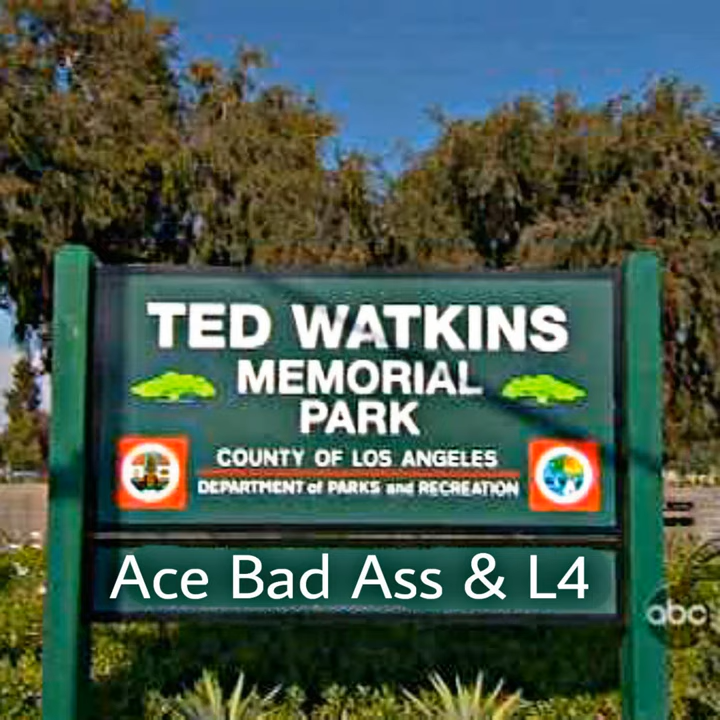 TED WATKINS
MEMORIAL
PARK
COUNTY OF LOS ANGELES
DEPARTMENT of PARKS and RECREATION
Ace Bad Ass & L4
abc